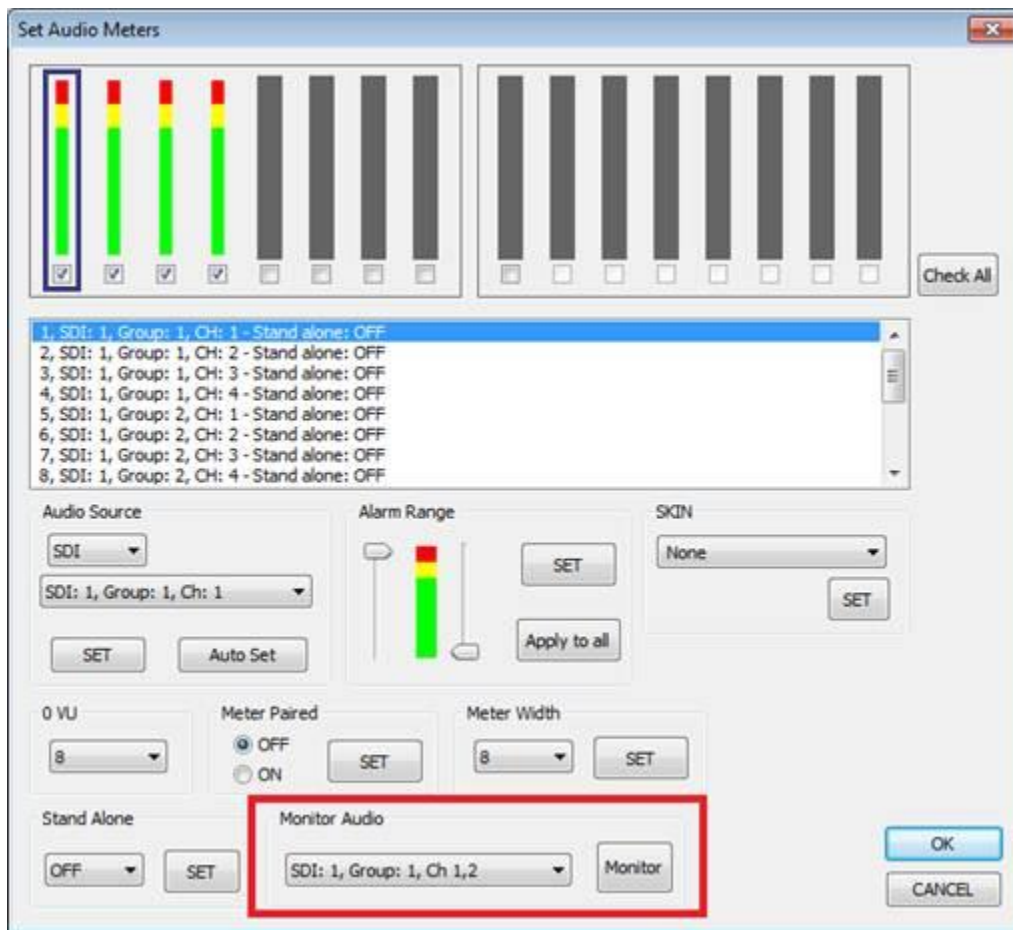 Set Audio Meters
Check All
1, SDI: 1, Group: 1, CH: 1 - Stand alone: OFF
2, SDI: 1, Group: 1, CH: 2 - Stand alone: OFF
3, SDI: 1, Group: 1, CH: 3 - Stand alone: OFF
4, SDI: 1, Group: 1, CH: 4 - Stand alone: OFF
5, SDI: 1, Group: 2, CH: 1 - Stand alone: OFF
6, SDI: 1, Group: 2, CH: 2 - Stand alone: OFF
7, SDI: 1, Group: 2, CH: 3 - Stand alone: OFF
8, SDI: 1, Group: 2, CH: 4 - Stand alone: OFF
Audio Source
SDI
SDI: 1, Group: 1, Ch: 1
SET
Auto Set
Alarm Range
SET
Apply to all
SKIN
None
SET
0 VU
8
Meter Paired
OFF
ON
SET
Meter Width
8
SET
Stand Alone
OFF
SET
Monitor Audio
SDI: 1, Group: 1, Ch 1,2
Monitor
OK
CANCEL